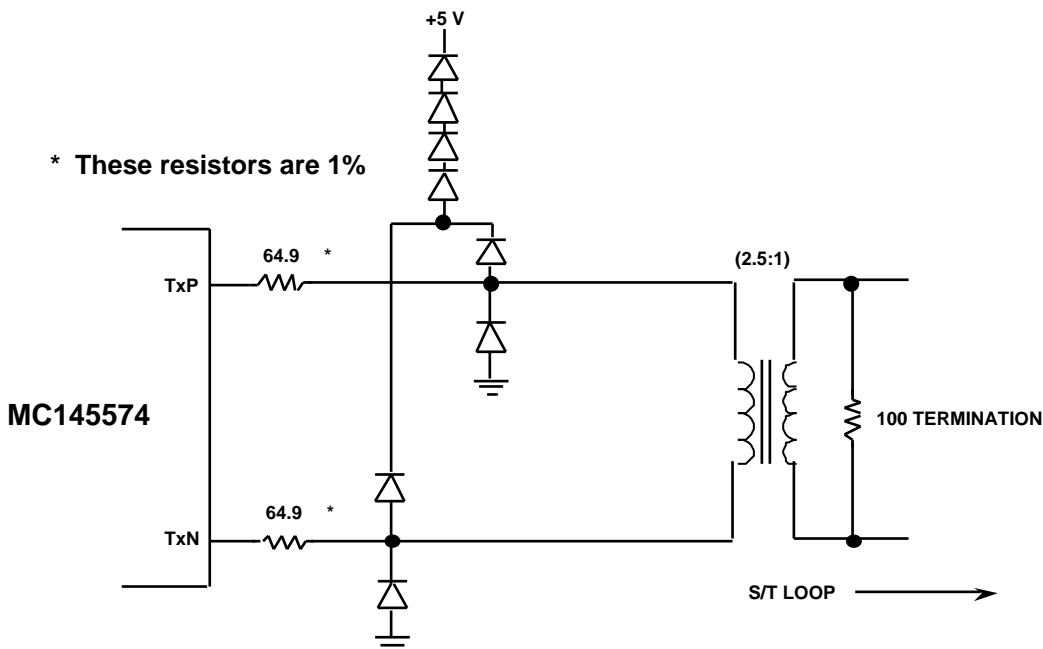 +5 V
* These resistors are 1%
64.9 *
TxP
(2.5:1)
MC145574
100 TERMINATION
64.9 *
TxN
S/T LOOP